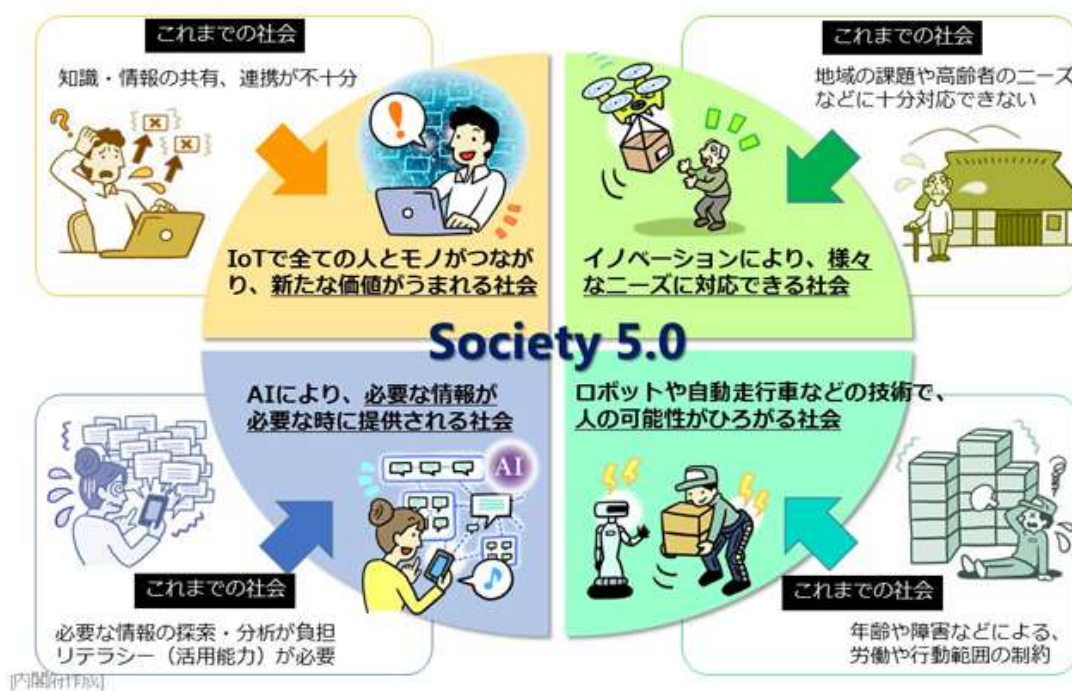 これまでの社会
知識・情報の共有、連携が不十分
IoTで全ての人とモノがつなが
り、新たな価値がうまれる社会
これまでの社会
地域の課題や高齢者のニーズ
などに十分対応できない
イノベーションにより、様々
なニーズに対応できる社会
Society 5.0
AIにより、必要な情報が
必要な時に提供される社会
AI
これまでの社会
必要な情報の探索・分析が負担
リテラシー（活用能力）が必要
ロボットや自動走行車などの技術で、
人の可能性がひろがる社会
これまでの社会
年齢や障害などによる、
労働や行動範囲の制約
[内閣府作成]